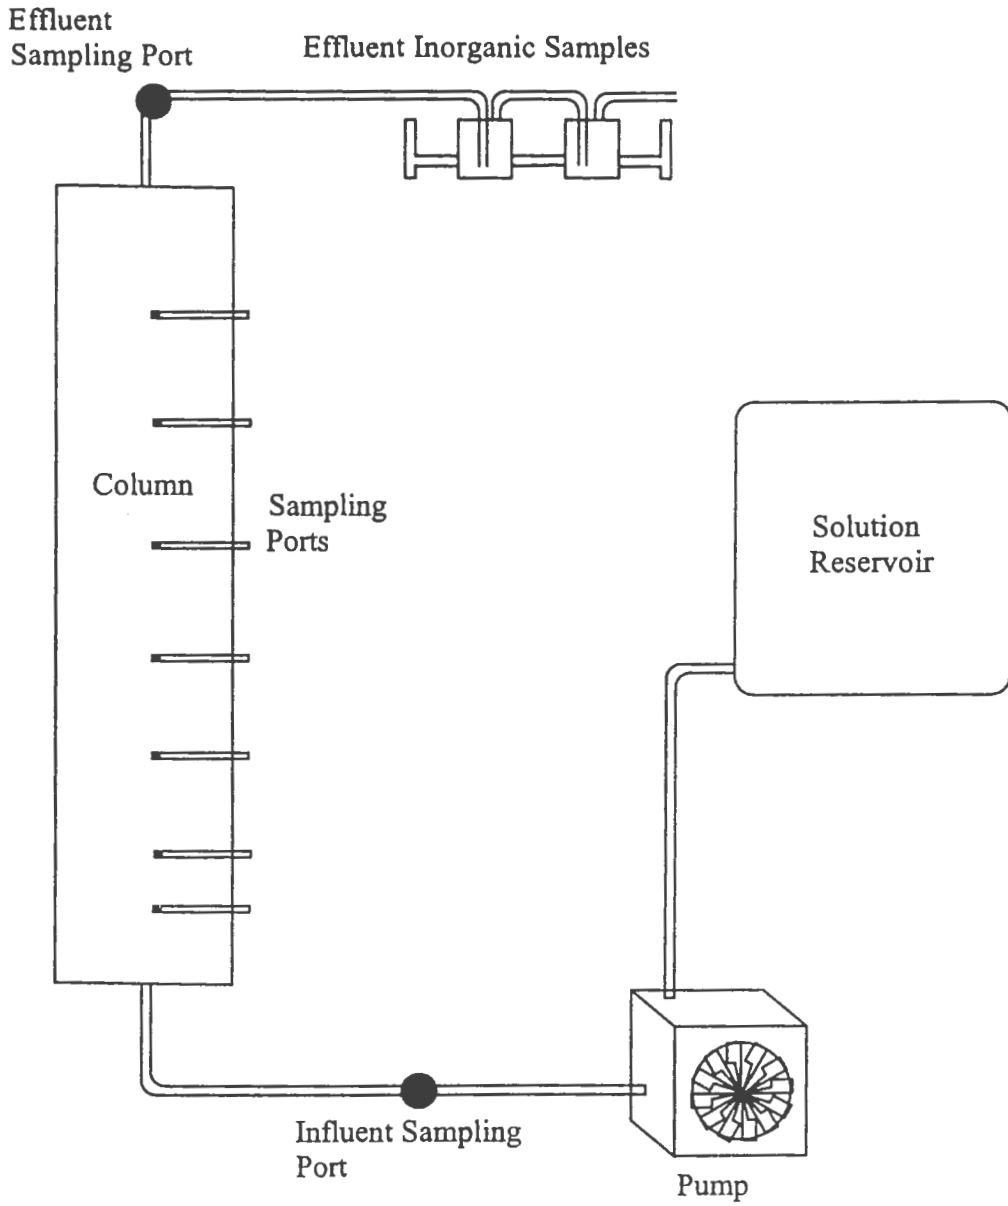 Effluent
Sampling Port
Effluent Inorganic Samples
Column
Sampling
Ports
Solution
Reservoir
Influent Sampling
Port
Pump